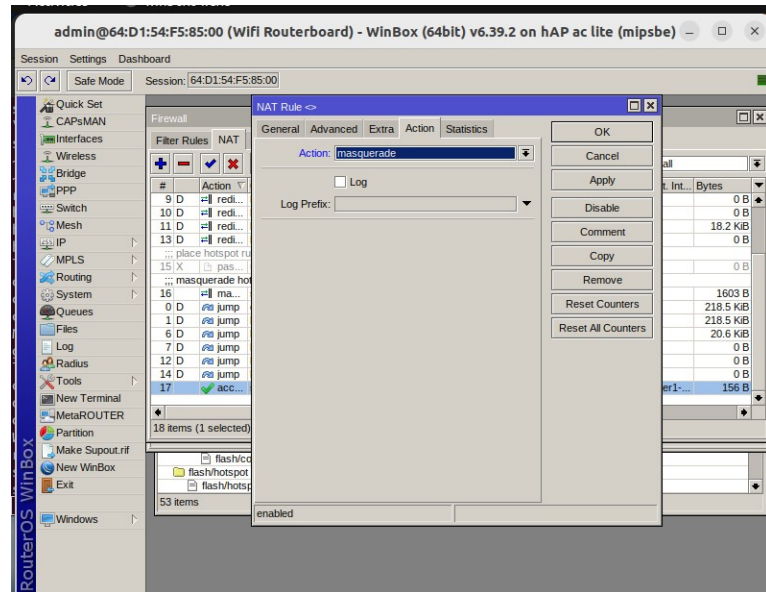 admin@64:D1:54:F5:85:00 (Wifi Routerboard) - WinBox (64bit) v6.39.2 on hAP ac lite (mipsbe)
Session Settings Dashboard
Safe Mode Session: 64:D1:54:F5:85:00
Quick Set
CAPsMAN
Interfaces
Wireless
Bridge
PPP
Switch
Mesh
IP
MPLS
Routing
System
Queues
Files
Log
Radius
Tools
New Terminal
MetaROUTER
Partition
Make Supout.rif
New WinBox
Exit
Windows
RouterOS WinBox
Firewall
Filter Rules NAT
all
# Action t. Int... Bytes
9 D redi... 0 B
10 D redi... 0 B
11 D redi... 18.2 KiB
13 D redi... 0 B
;;; place hotspot ru
15 X pas... 0 B
;;; masquerade hot
16 ma... 1603 B
0 D jump 218.5 KiB
1 D jump 218.5 KiB
6 D jump 20.6 KiB
7 D jump 0 B
12 D jump 0 B
14 D jump 0 B
17 acc... er1-... 156 B
18 items (1 selected)
flash/co
flash/hotspot
flash/hotsp
53 items
NAT Rule <>
General Advanced Extra Action Statistics
Action: masquerade
Log
Log Prefix:
OK
Cancel
Apply
Disable
Comment
Copy
Remove
Reset Counters
Reset All Counters
enabled